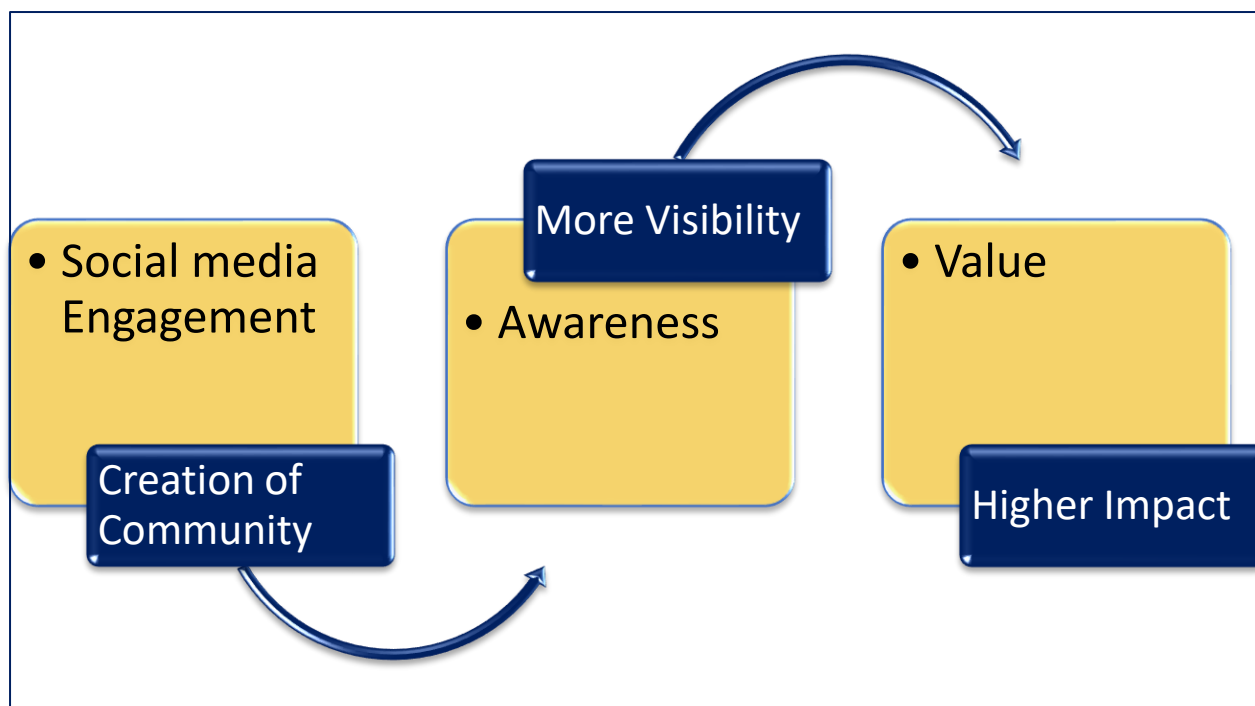 • Social media
Engagement
Creation of
Community
More Visibility
• Awareness
• Value
Higher Impact